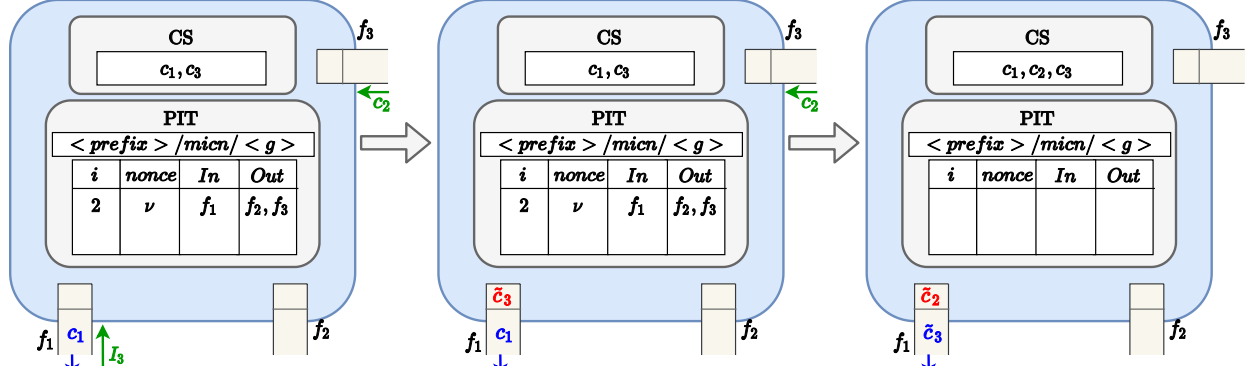 CS
c₁, c₃
f₃
c₂
PIT
< prefix > /micn/ < g >
i nonce In Out
2 ν f₁ f₂, f₃
f₁
c₁
I₃
f₂
CS
c₁, c₃
f₃
c₂
PIT
< prefix > /micn/ < g >
i nonce In Out
2 ν f₁ f₂, f₃
c̃₃
f₁
c₁
f₂
CS
c₁, c₂, c₃
f₃
PIT
< prefix > /micn/ < g >
i nonce In Out
c̃₂
f₁
c̃₃
f₂